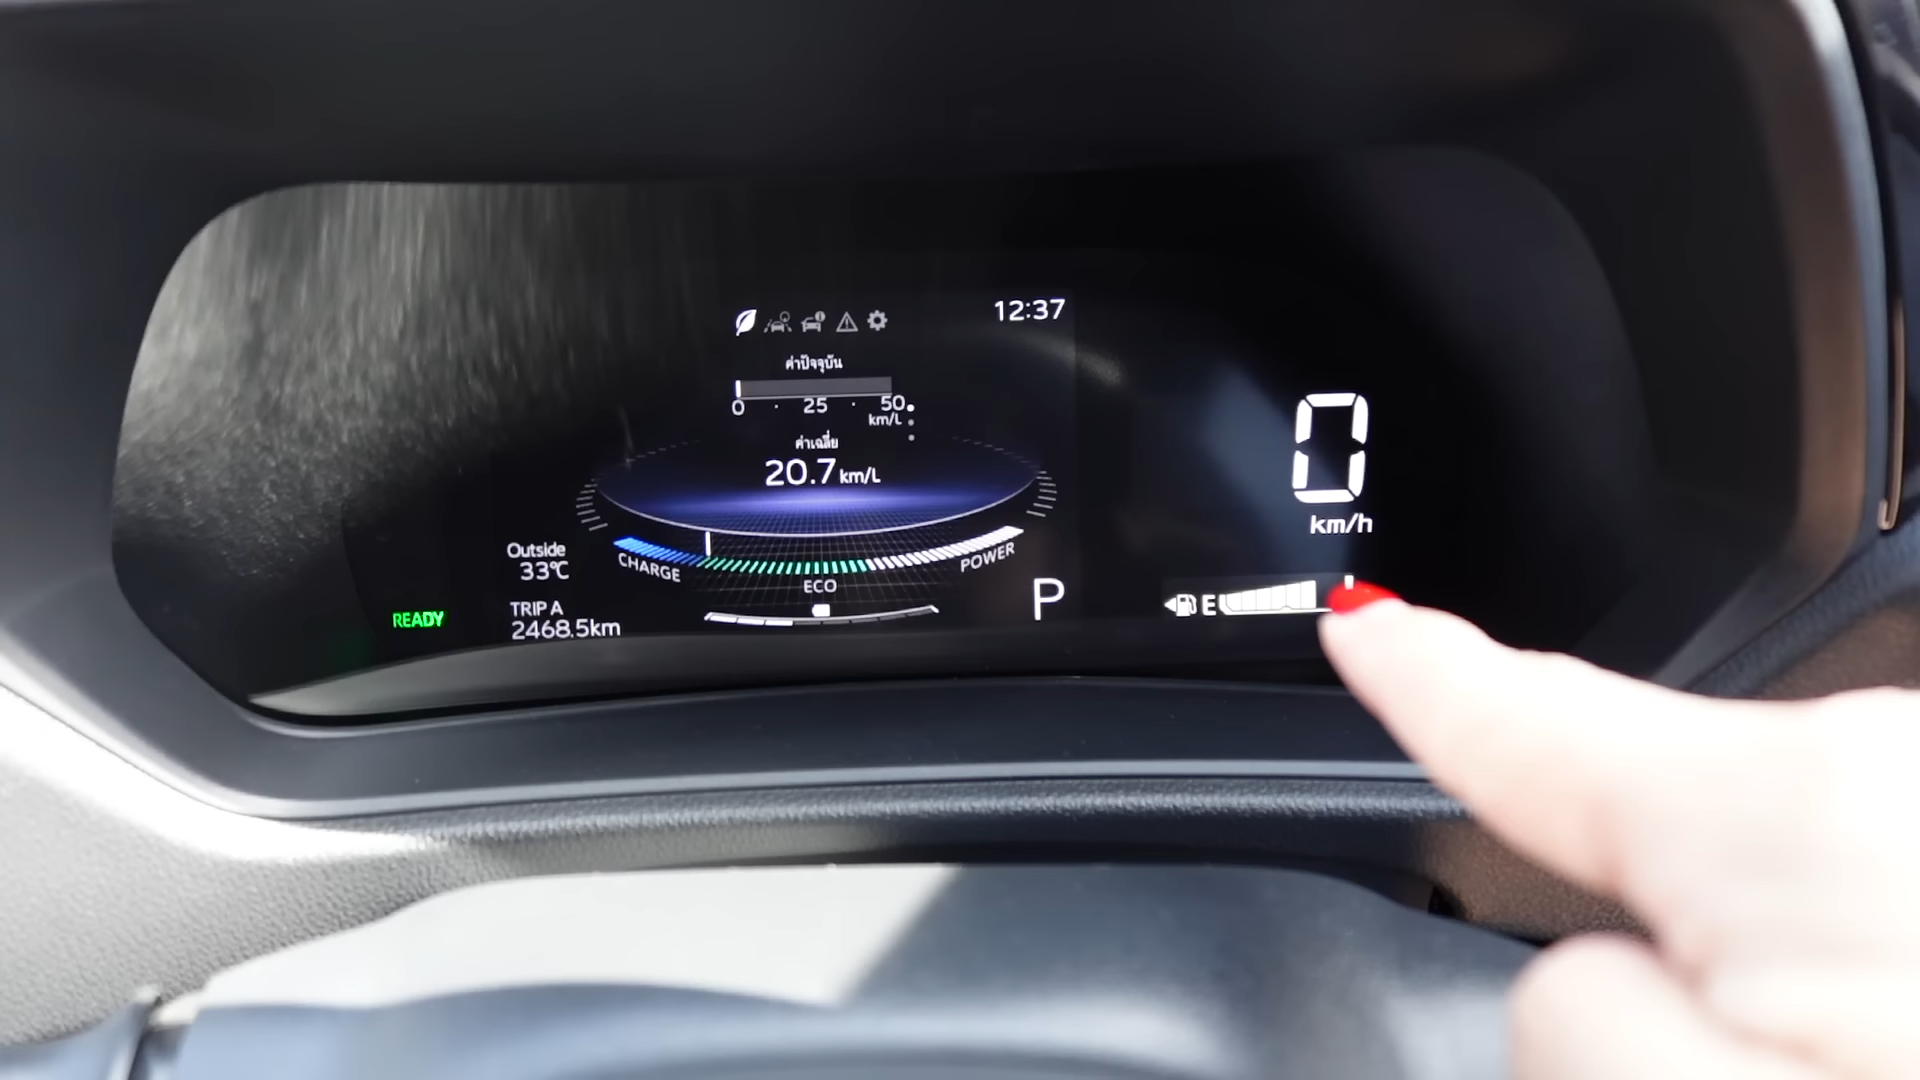 12:37
ค่าปัจจุบัน
0 · 25 · 50
km/L
ค่าเฉลี่ย
20.7 km/L
0
km/h
Outside
33℃
CHARGE
ECO
POWER
READY
TRIP A
2468.5km
P
E